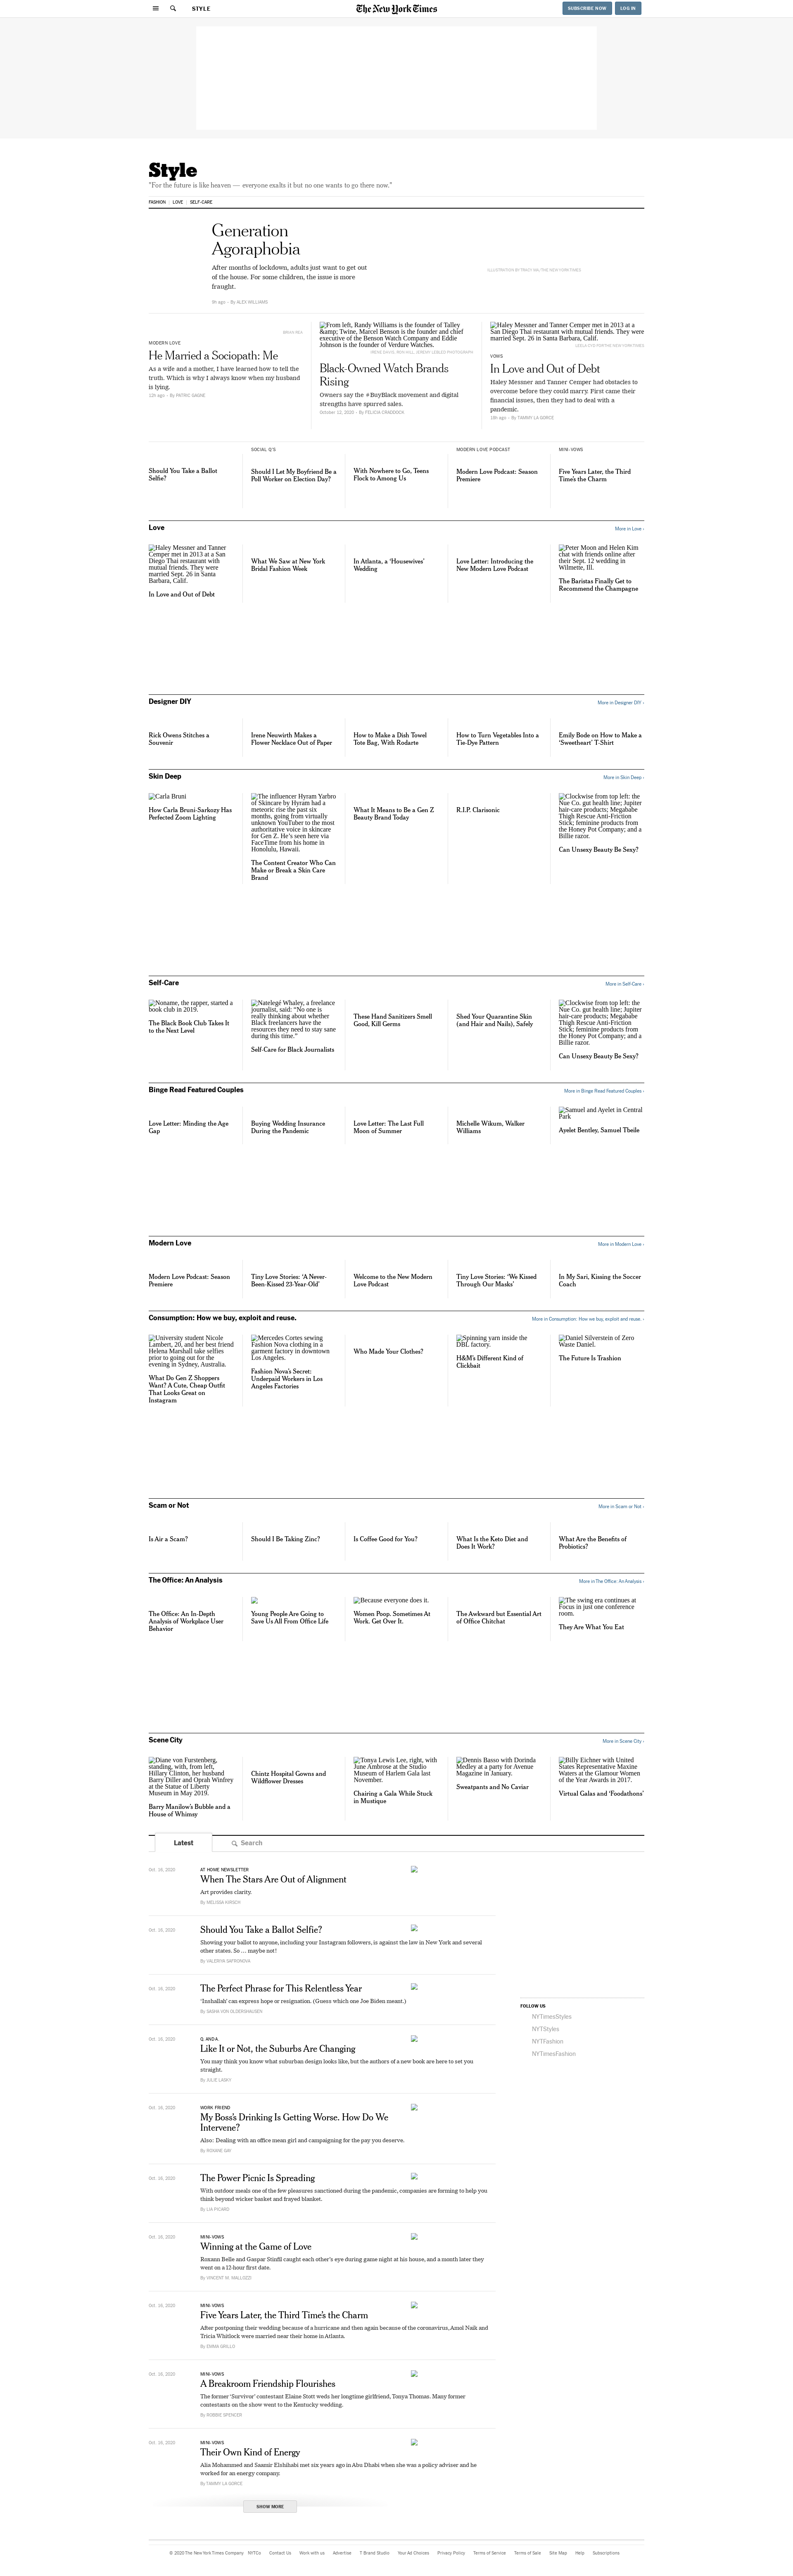 STYLE
The New York Times
SUBSCRIBE NOW
LOG IN
Style
"For the future is like heaven — everyone exalts it but no one wants to go there now."
FASHION
LOVE
SELF-CARE
Generation
Agoraphobia
After months of lockdown, adults just want to get out
of the house. For some children, the issue is more
fraught.
9h ago · By ALEX WILLIAMS
ILLUSTRATION BY TRACY MA/THE NEW YORK TIMES
BRIAN REA
MODERN LOVE
He Married a Sociopath: Me
As a wife and a mother, I have learned how to tell the
truth. Which is why I always know when my husband
is lying.
12h ago · By PATRIC GAGNE
From left, Randy Williams is the founder of Talley
&amp; Twine, Marcel Benson is the founder and chief
executive of the Benson Watch Company and Eddie
Johnson is the founder of Verdure Watches.
Black-Owned Watch Brands
Rising
Owners say the #BuyBlack movement and digital
strengths have spurred sales.
October 12, 2020 · By FELICIA CRADDOCK
Haley Messner and Tanner Cemper met in 2013 at a
San Diego Thai restaurant with mutual friends. They were
married Sept. 26 in Santa Barbara, Calif.
VOWS
In Love and Out of Debt
Haley Messner and Tanner Cemper had obstacles to
overcome before they could marry. First came their
financial issues, then they had to deal with a
pandemic.
18h ago · By TAMMY LA GORCE
Should You Take a Ballot
Selfie?
SOCIAL Q'S
Should I Let My Boyfriend Be a
Poll Worker on Election Day?
With Nowhere to Go, Teens
Flock to Among Us
MODERN LOVE PODCAST
Modern Love Podcast: Season
Premiere
MINI-VOWS
Five Years Later, the Third
Time's the Charm
Love
More in Love ›
Haley Messner and Tanner
Cemper met in 2013 at a San
Diego Thai restaurant with
mutual friends. They were
married Sept. 26 in Santa
Barbara, Calif.
In Love and Out of Debt
What We Saw at New York
Bridal Fashion Week
In Atlanta, a 'Housewives'
Wedding
Love Letter: Introducing the
New Modern Love Podcast
Peter Moon and Helen Kim
chat with friends online after
their Sept. 12 wedding in
Wilmette, Ill.
The Baristas Finally Get to
Recommend the Champagne
Designer DIY
More in Designer DIY ›
Rick Owens Stitches a
Souvenir
Irene Neuwirth Makes a
Flower Necklace Out of Paper
How to Make a Dish Towel
Tote Bag, With Rodarte
How to Turn Vegetables Into a
Tie-Dye Pattern
Emily Bode on How to Make a
'Sweetheart' T-Shirt
Skin Deep
More in Skin Deep ›
Carla Bruni
How Carla Bruni-Sarkozy Has
Perfected Zoom Lighting
The influencer Hyram Yarbro
of Skincare by Hyram had a
meteoric rise the past six
months, going from virtually
unknown YouTuber to the most
authoritative voice in skincare
for Gen Z. He's seen here via
FaceTime from his home in
Honolulu, Hawaii.
The Content Creator Who Can
Make or Break a Skin Care
Brand
What It Means to Be a Gen Z
Beauty Brand Today
R.I.P. Clarisonic
Clockwise from top left: the
Nue Co. gut health line; Jupiter
hair-care products; Megababe
Thigh Rescue Anti-Friction
Stick; feminine products from
the Honey Pot Company; and a
Billie razor.
Can Unsexy Beauty Be Sexy?
Self-Care
More in Self-Care ›
Noname, the rapper, started a
book club in 2019.
The Black Book Club Takes It
to the Next Level
Natelegé Whaley, a freelance
journalist, said: "No one is
really thinking about whether
Black freelancers have the
resources they need to stay sane
during this time."
Self-Care for Black Journalists
These Hand Sanitizers Smell
Good, Kill Germs
Shed Your Quarantine Skin
(and Hair and Nails), Safely
Clockwise from top left: the
Nue Co. gut health line; Jupiter
hair-care products; Megababe
Thigh Rescue Anti-Friction
Stick; feminine products from
the Honey Pot Company; and a
Billie razor.
Can Unsexy Beauty Be Sexy?
Binge Read Featured Couples
More in Binge Read Featured Couples ›
Love Letter: Minding the Age
Gap
Buying Wedding Insurance
During the Pandemic
Love Letter: The Last Full
Moon of Summer
Michelle Wikum, Walker
Williams
Samuel and Ayelet in Central
Park
Ayelet Bentley, Samuel Tbeile
Modern Love
More in Modern Love ›
Modern Love Podcast: Season
Premiere
Tiny Love Stories: 'A Never-
Been-Kissed 23-Year-Old'
Welcome to the New Modern
Love Podcast
Tiny Love Stories: 'We Kissed
Through Our Masks'
In My Sari, Kissing the Soccer
Coach
Consumption: How we buy, exploit and reuse.
More in Consumption: How we buy, exploit and reuse. ›
University student Nicole
Lambert, 20, and her best friend
Helena Marshall take selfies
prior to going out for the
evening in Sydney, Australia.
What Do Gen Z Shoppers
Want? A Cute, Cheap Outfit
That Looks Great on
Instagram
Mercedes Cortes sewing
Fashion Nova clothing in a
garment factory in downtown
Los Angeles.
Fashion Nova's Secret:
Underpaid Workers in Los
Angeles Factories
Who Made Your Clothes?
Spinning yarn inside the
DBL factory.
H&M's Different Kind of
Clickbait
Daniel Silverstein of Zero
Waste Daniel.
The Future Is Trashion
Scam or Not
More in Scam or Not ›
Is Air a Scam?
Should I Be Taking Zinc?
Is Coffee Good for You?
What Is the Keto Diet and
Does It Work?
What Are the Benefits of
Probiotics?
The Office: An Analysis
More in The Office: An Analysis ›
The Office: An In-Depth
Analysis of Workplace User
Behavior
Young People Are Going to
Save Us All From Office Life
Because everyone does it.
Women Poop. Sometimes At
Work. Get Over It.
The Awkward but Essential Art
of Office Chitchat
The swing era continues at
Focus in just one conference
room.
They Are What You Eat
Scene City
More in Scene City ›
Diane von Furstenberg,
standing, with, from left,
Hillary Clinton, her husband
Barry Diller and Oprah Winfrey
at the Statue of Liberty
Museum in May 2019.
Barry Manilow's Bubble and a
House of Whimsy
Chintz Hospital Gowns and
Wildflower Dresses
Tonya Lewis Lee, right, with
June Ambrose at the Studio
Museum of Harlem Gala last
November.
Chairing a Gala While Stuck
in Mustique
Dennis Basso with Dorinda
Medley at a party for Avenue
Magazine in January.
Sweatpants and No Caviar
Billy Eichner with United
States Representative Maxine
Waters at the Glamour Women
of the Year Awards in 2017.
Virtual Galas and 'Foodathons'
Latest
Search
Oct. 16, 2020
AT HOME NEWSLETTER
When The Stars Are Out of Alignment
Art provides clarity.
By MELISSA KIRSCH
Oct. 16, 2020
Should You Take a Ballot Selfie?
Showing your ballot to anyone, including your Instagram followers, is against the law in New York and several
other states. So … maybe not!
By VALERIYA SAFRONOVA
Oct. 16, 2020
The Perfect Phrase for This Relentless Year
'Inshallah' can express hope or resignation. (Guess which one Joe Biden meant.)
By SASHA VON OLDERSHAUSEN
FOLLOW US
NYTimesStyles
NYTStyles
NYTFashion
NYTimesFashion
Oct. 16, 2020
Q. AND A.
Like It or Not, the Suburbs Are Changing
You may think you know what suburban design looks like, but the authors of a new book are here to set you
straight.
By JULIE LASKY
Oct. 16, 2020
WORK FRIEND
My Boss's Drinking Is Getting Worse. How Do We
Intervene?
Also: Dealing with an office mean girl and campaigning for the pay you deserve.
By ROXANE GAY
Oct. 16, 2020
The Power Picnic Is Spreading
With outdoor meals one of the few pleasures sanctioned during the pandemic, companies are forming to help you
think beyond wicker basket and frayed blanket.
By LIA PICARD
Oct. 16, 2020
MINI-VOWS
Winning at the Game of Love
Roxann Belle and Gaspar Stinfil caught each other's eye during game night at his house, and a month later they
went on a 12-hour first date.
By VINCENT M. MALLOZZI
Oct. 16, 2020
MINI-VOWS
Five Years Later, the Third Time's the Charm
After postponing their wedding because of a hurricane and then again because of the coronavirus, Amol Naik and
Tricia Whitlock were married near their home in Atlanta.
By EMMA GRILLO
Oct. 16, 2020
MINI-VOWS
A Breakroom Friendship Flourishes
The former 'Survivor' contestant Elaine Stott weds her longtime girlfriend, Tonya Thomas. Many former
contestants on the show went to the Kentucky wedding.
By ROBBIE SPENCER
Oct. 16, 2020
MINI-VOWS
Their Own Kind of Energy
Alia Mohammed and Saamir Elshihabi met six years ago in Abu Dhabi when she was a policy adviser and he
worked for an energy company.
By TAMMY LA GORCE
SHOW MORE
© 2020 The New York Times Company
NYTCo
Contact Us
Work with us
Advertise
T Brand Studio
Your Ad Choices
Privacy Policy
Terms of Service
Terms of Sale
Site Map
Help
Subscriptions